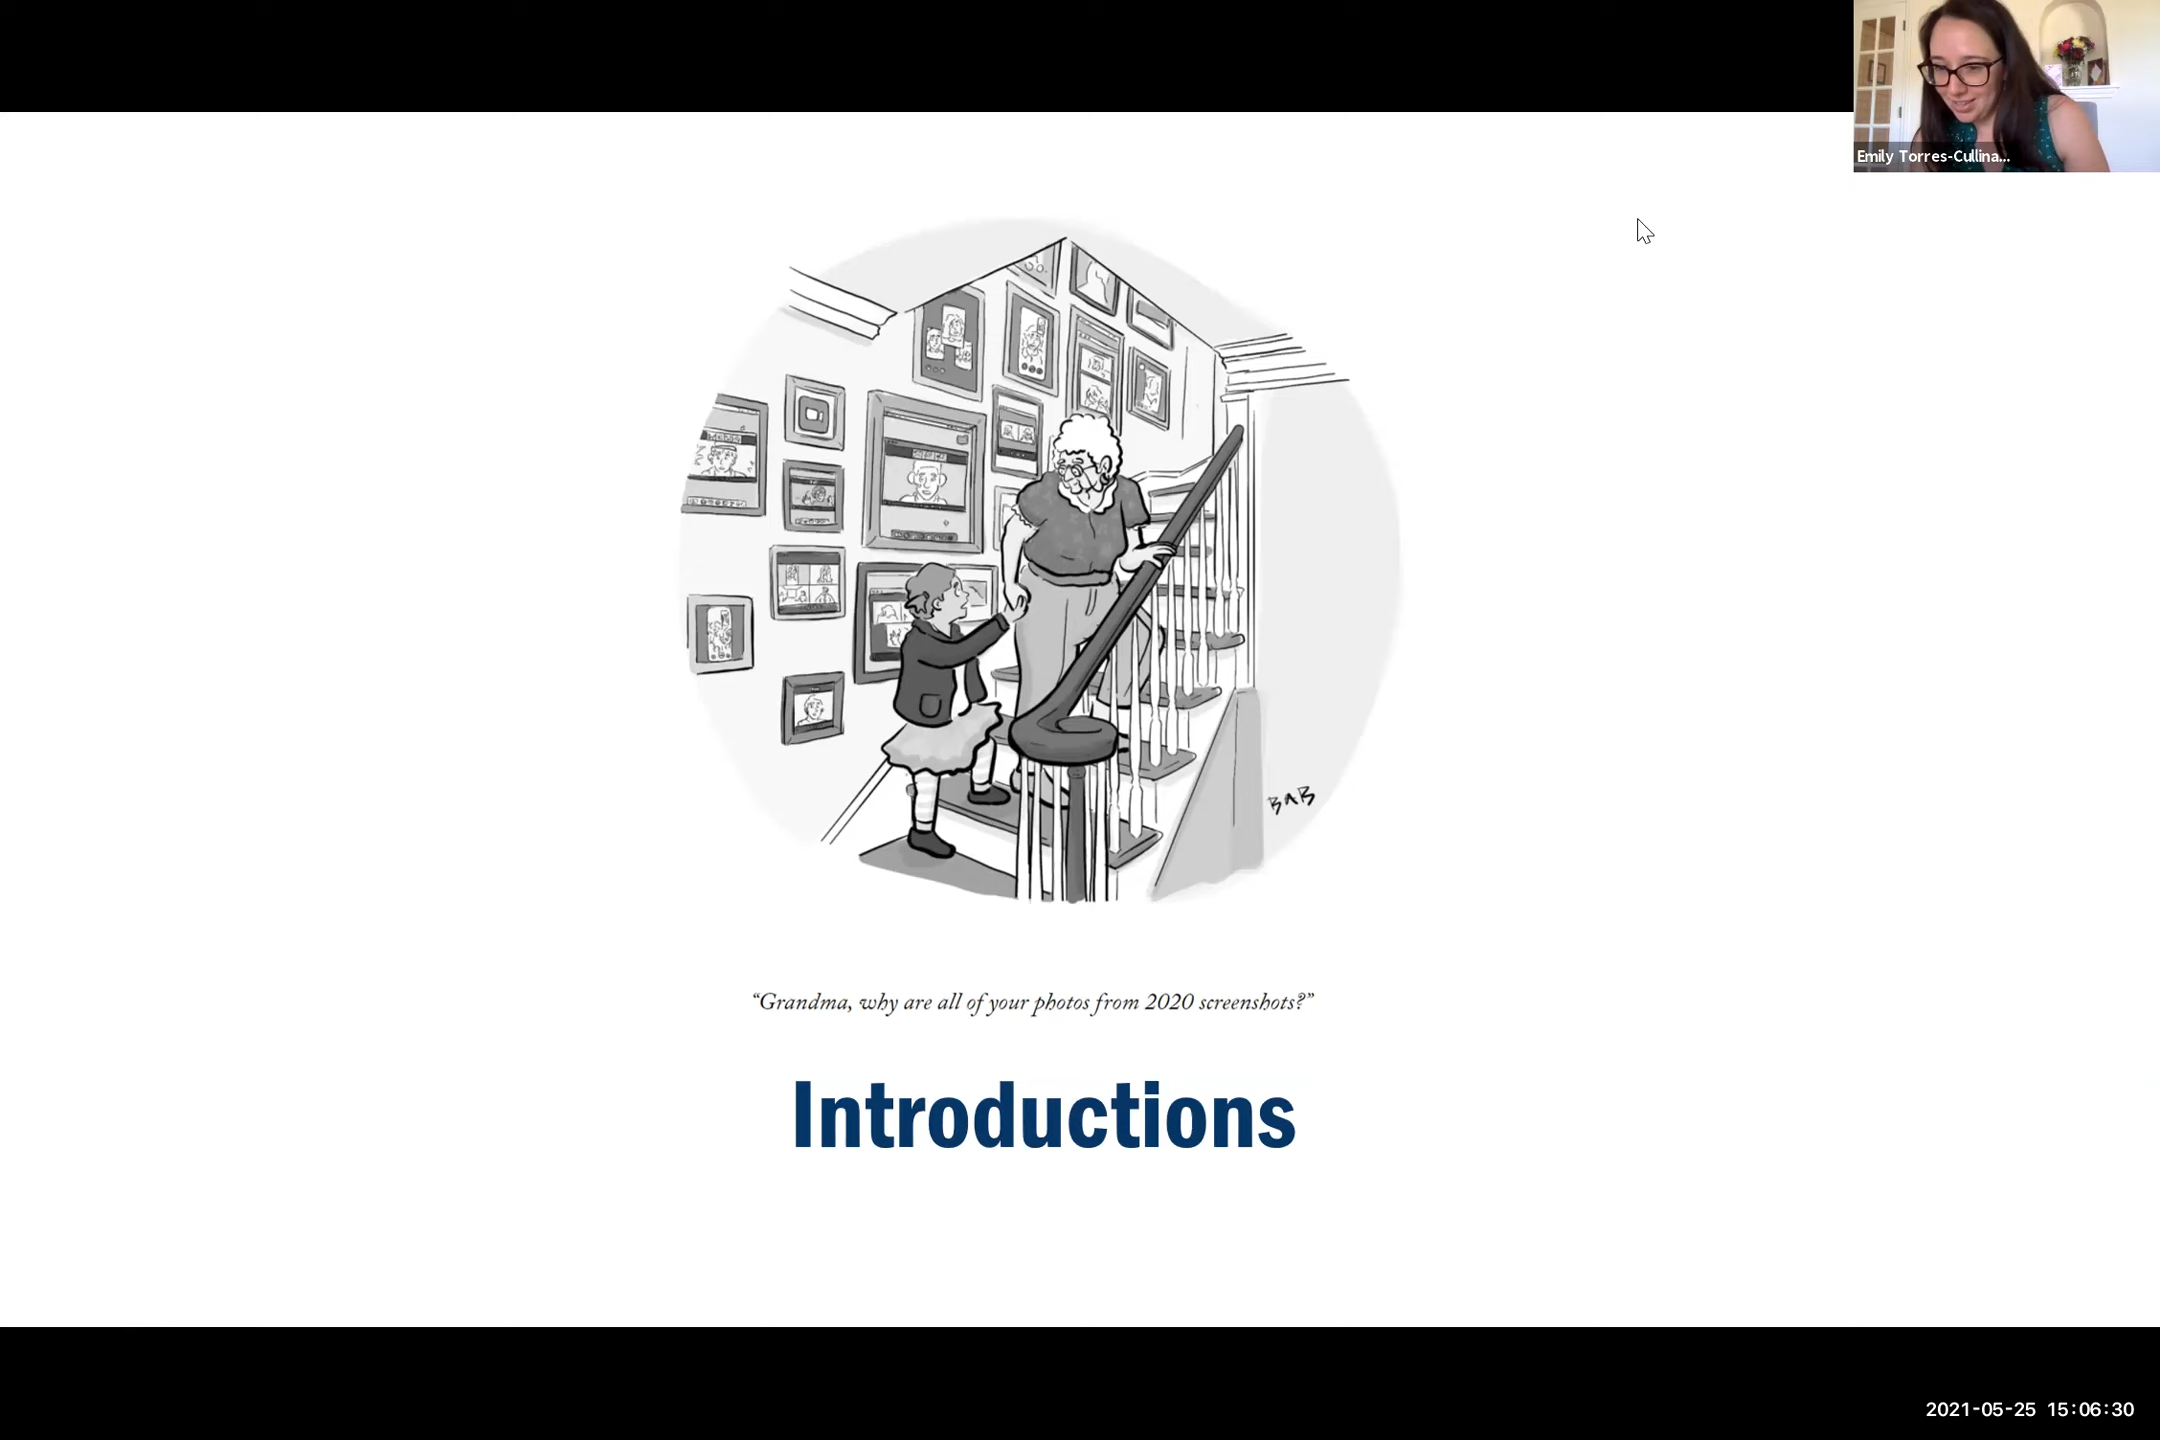 Emily Torres-Cullina...
BAB
“Grandma, why are all of your photos from 2020 screenshots?”
Introductions
2021-05-25 15:06:30